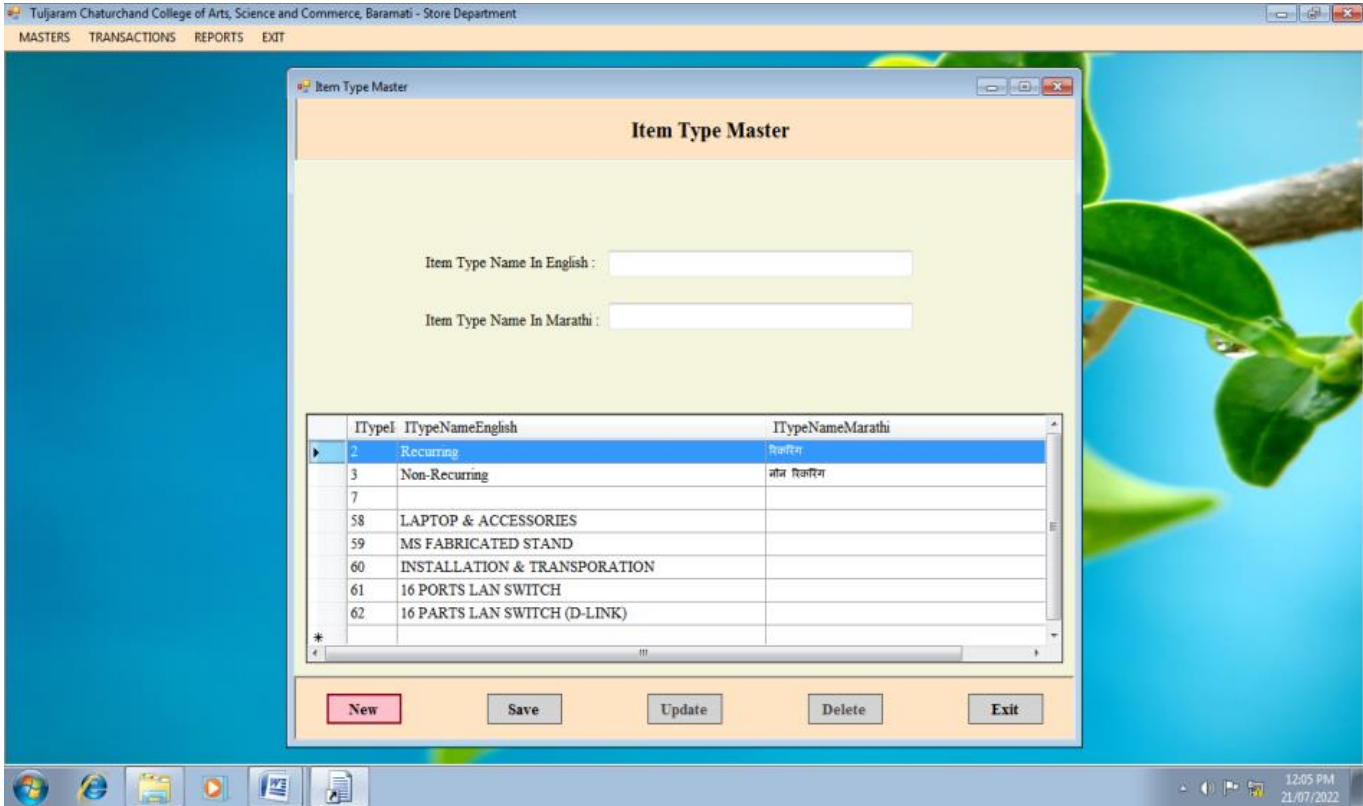 Tuljaram Chaturchand College of Arts, Science and Commerce, Baramati - Store Department
MASTERS TRANSACTIONS REPORTS EXIT
Item Type Master
Item Type Master
Item Type Name In English :
Item Type Name In Marathi :
ITypeI ITypeNameEnglish ITypeNameMarathi
2 Recurring रिकरिंग
3 Non-Recurring नॉन रिकरिंग
7
58 LAPTOP & ACCESSORIES
59 MS FABRICATED STAND
60 INSTALLATION & TRANSPORATION
61 16 PORTS LAN SWITCH
62 16 PARTS LAN SWITCH (D-LINK)
New Save Update Delete Exit
12:05 PM
21/07/2022